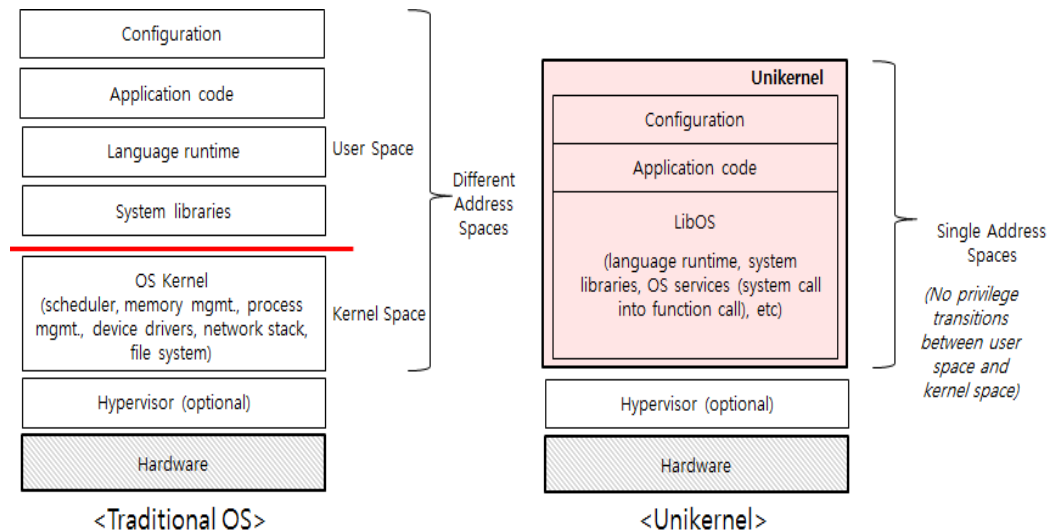 Configuration
Application code
Language runtime
System libraries
User Space
OS Kernel
(scheduler, memory mgmt., process
mgmt., device drivers, network stack,
file system)
Kernel Space
Different
Address
Spaces
Hypervisor (optional)
Hardware
<Traditional OS>
Unikernel
Configuration
Application code
LibOS
(language runtime, system
libraries, OS services (system call
into function call), etc)
Single Address
Spaces
(No privilege
transitions
between user
space and
kernel space)
Hypervisor (optional)
Hardware
<Unikernel>